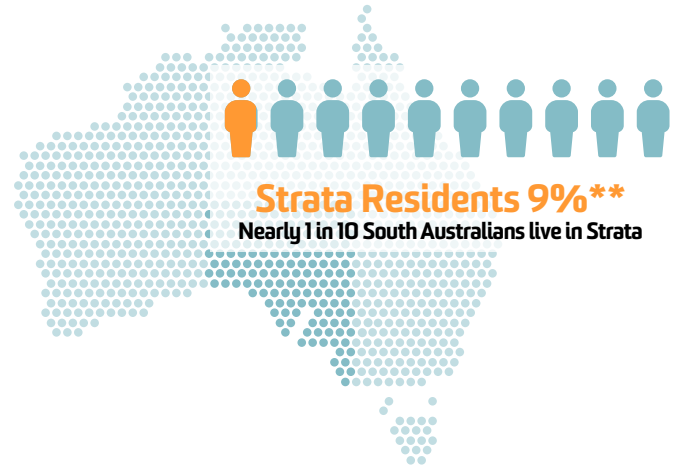 Strata Residents 9%**
Nearly 1 in 10 South Australians live in Strata